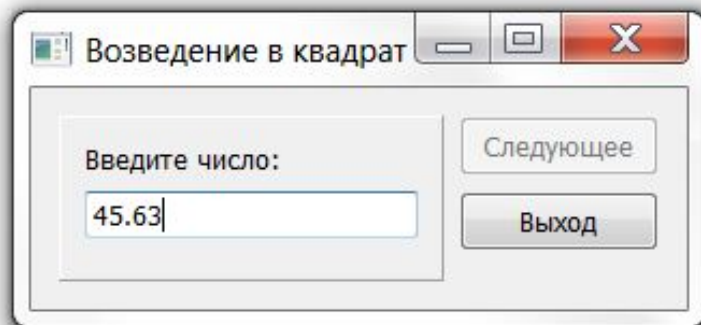 Возведение в квадрат
Введите число:
45.63
Следующее
Выход